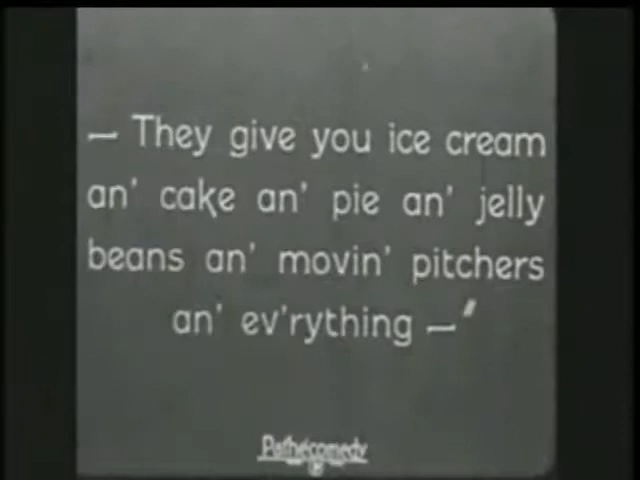 — They give you ice cream
an' cake an' pie an' jelly
beans an' movin' pitchers
an' ev'rything —"
Pathécomedy